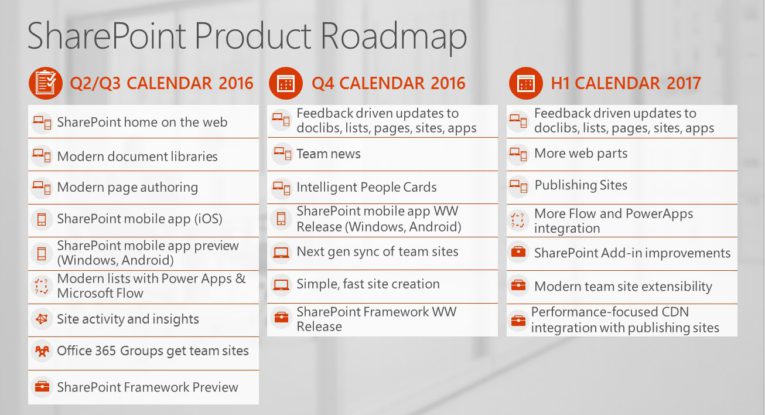 SharePoint Product Roadmap
Q2/Q3 CALENDAR 2016
SharePoint home on the web
Modern document libraries
Modern page authoring
SharePoint mobile app (iOS)
SharePoint mobile app preview
(Windows, Android)
Modern lists with Power Apps &
Microsoft Flow
Site activity and insights
Office 365 Groups get team sites
SharePoint Framework Preview
Q4 CALENDAR 2016
Feedback driven updates to
doclibs, lists, pages, sites, apps
Team news
Intelligent People Cards
SharePoint mobile app WW
Release (Windows, Android)
Next gen sync of team sites
Simple, fast site creation
SharePoint Framework WW
Release
H1 CALENDAR 2017
Feedback driven updates to
doclibs, lists, pages, sites, apps
More web parts
Publishing Sites
More Flow and PowerApps
integration
SharePoint Add-in improvements
Modern team site extensibility
Performance-focused CDN
integration with publishing sites